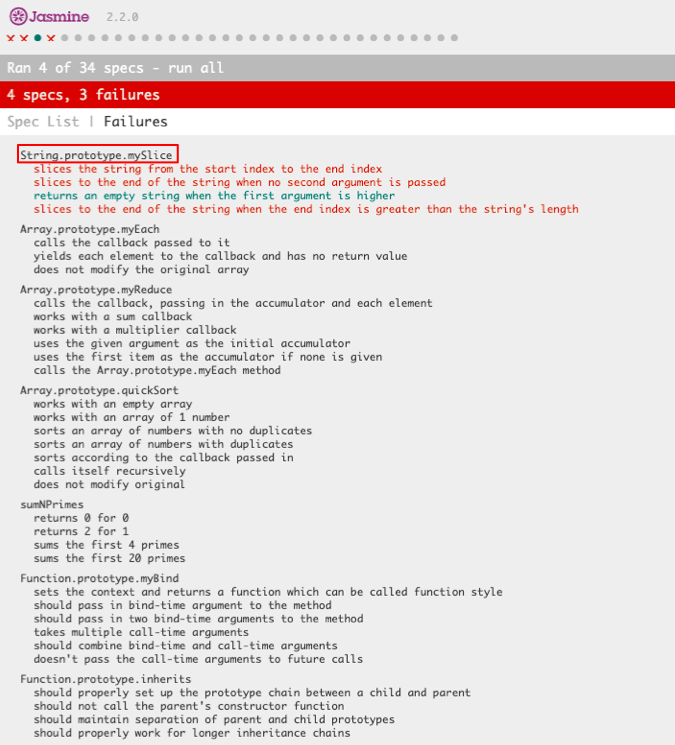 Jasmine 2.2.0
Ran 4 of 34 specs - run all
4 specs, 3 failures
Spec List | Failures
String.prototype.mySlice
slices the string from the start index to the end index
slices to the end of the string when no second argument is passed
returns an empty string when the first argument is higher
slices to the end of the string when the end index is greater than the string's length
Array.prototype.myEach
calls the callback passed to it
yields each element to the callback and has no return value
does not modify the original array
Array.prototype.myReduce
calls the callback, passing in the accumulator and each element
works with a sum callback
works with a multiplier callback
uses the given argument as the initial accumulator
uses the first item as the accumulator if none is given
calls the Array.prototype.myEach method
Array.prototype.quickSort
works with an empty array
works with an array of 1 number
sorts an array of numbers with no duplicates
sorts an array of numbers with duplicates
sorts according to the callback passed in
calls itself recursively
does not modify original
sumNPrimes
returns 0 for 0
returns 2 for 1
sums the first 4 primes
sums the first 20 primes
Function.prototype.myBind
sets the context and returns a function which can be called function style
should pass in bind-time argument to the method
should pass in two bind-time arguments to the method
takes multiple call-time arguments
should combine bind-time and call-time arguments
doesn't pass the call-time arguments to future calls
Function.prototype.inherits
should properly set up the prototype chain between a child and parent
should not call the parent's constructor function
should maintain separation of parent and child prototypes
should properly work for longer inheritance chains